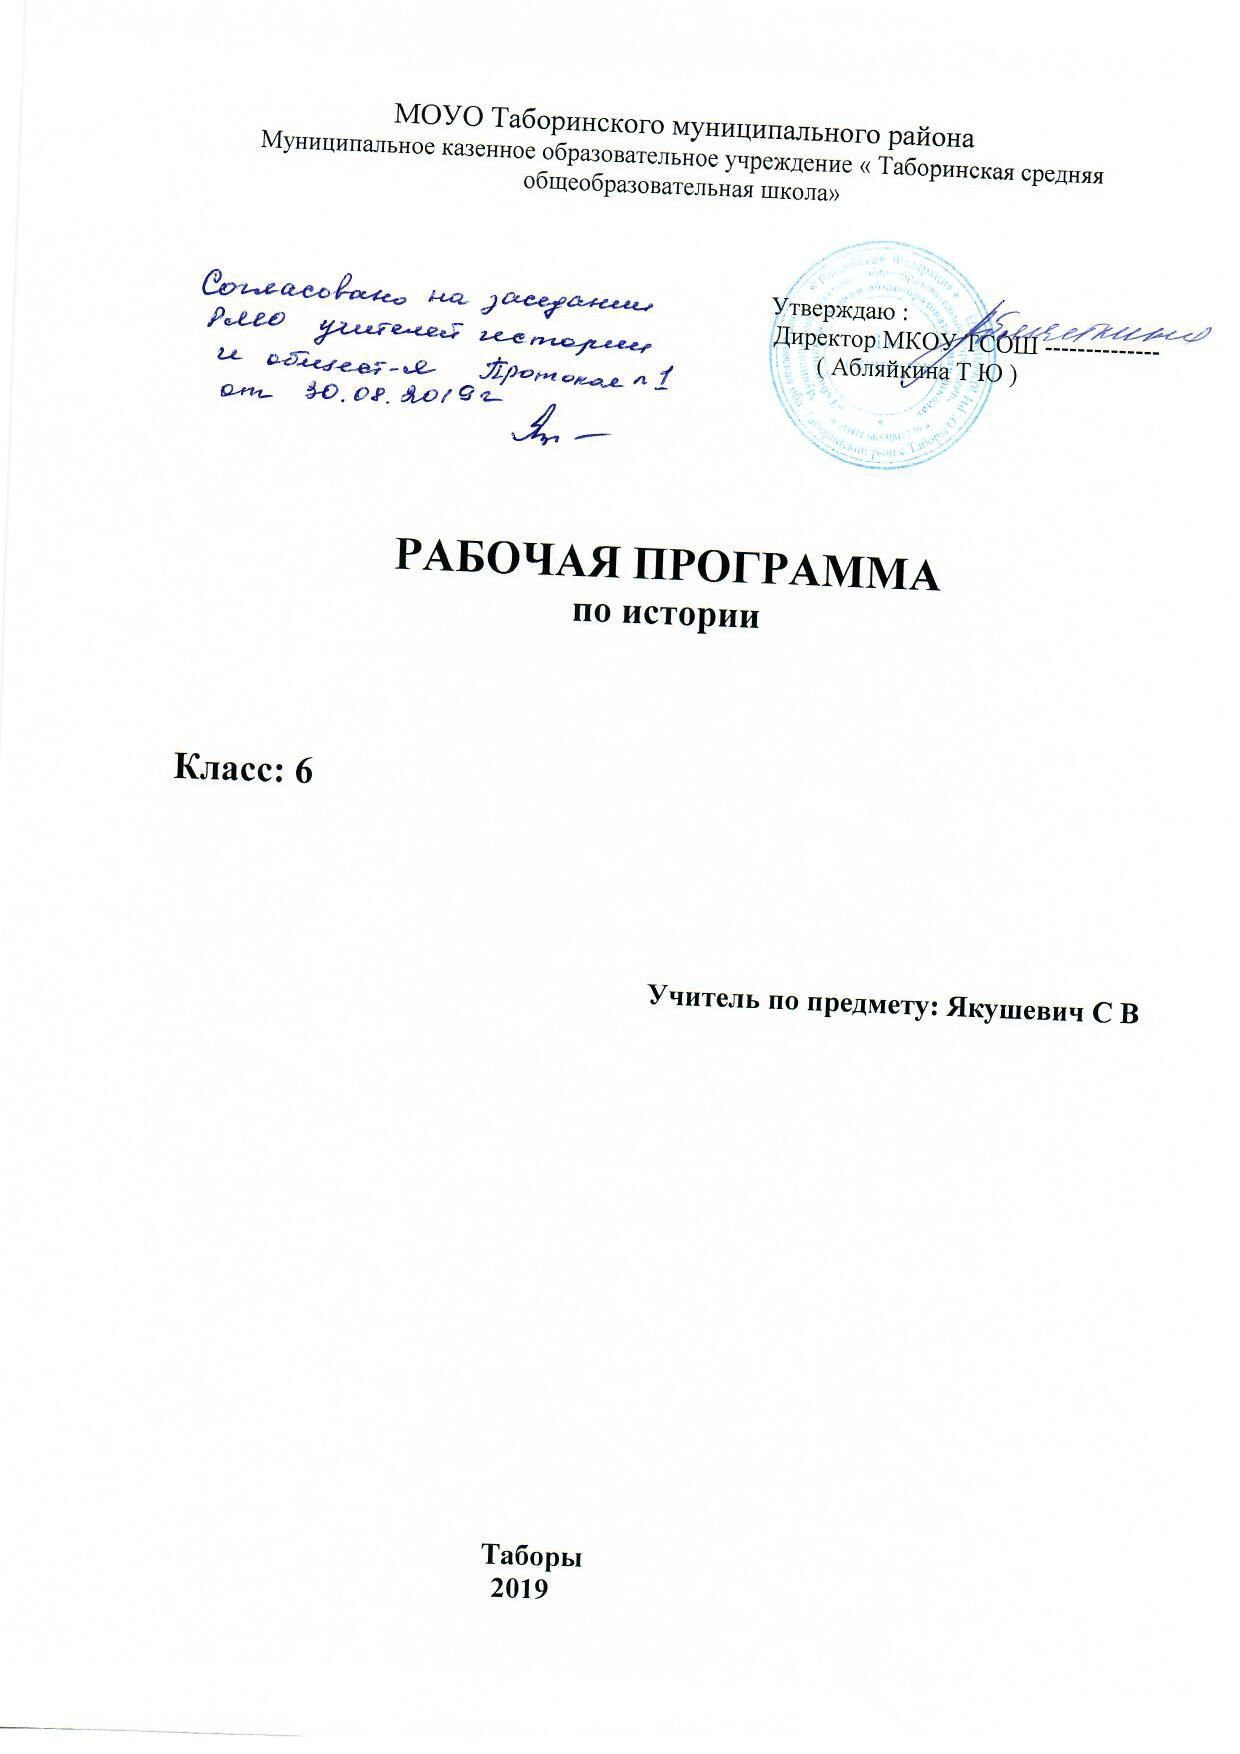 МОУО Таборинского муниципального района
Муниципальное казенное образовательное учреждение « Таборинская средняя
общеобразовательная школа»
Согласовано на заседании
РМО учителей истории
и общест-я Протокол №1
от 30.08.2019г
Утверждаю :
Директор МКОУ ТСОШ --------------
( Абляйкина Т Ю )
РАБОЧАЯ ПРОГРАММА
по истории
Класс: 6
Учитель по предмету: Якушевич С В
Таборы
2019